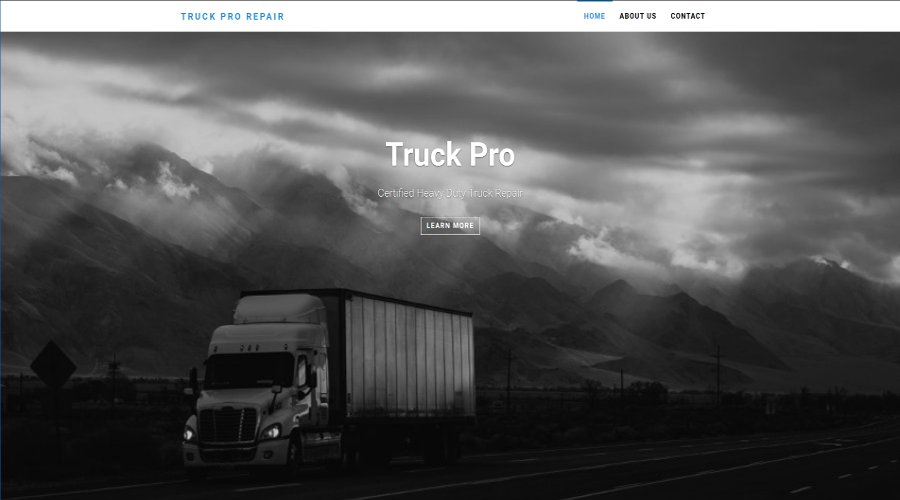 TRUCK PRO REPAIR
HOME ABOUT US CONTACT
Truck Pro
Certified Heavy Duty Truck Repair
LEARN MORE